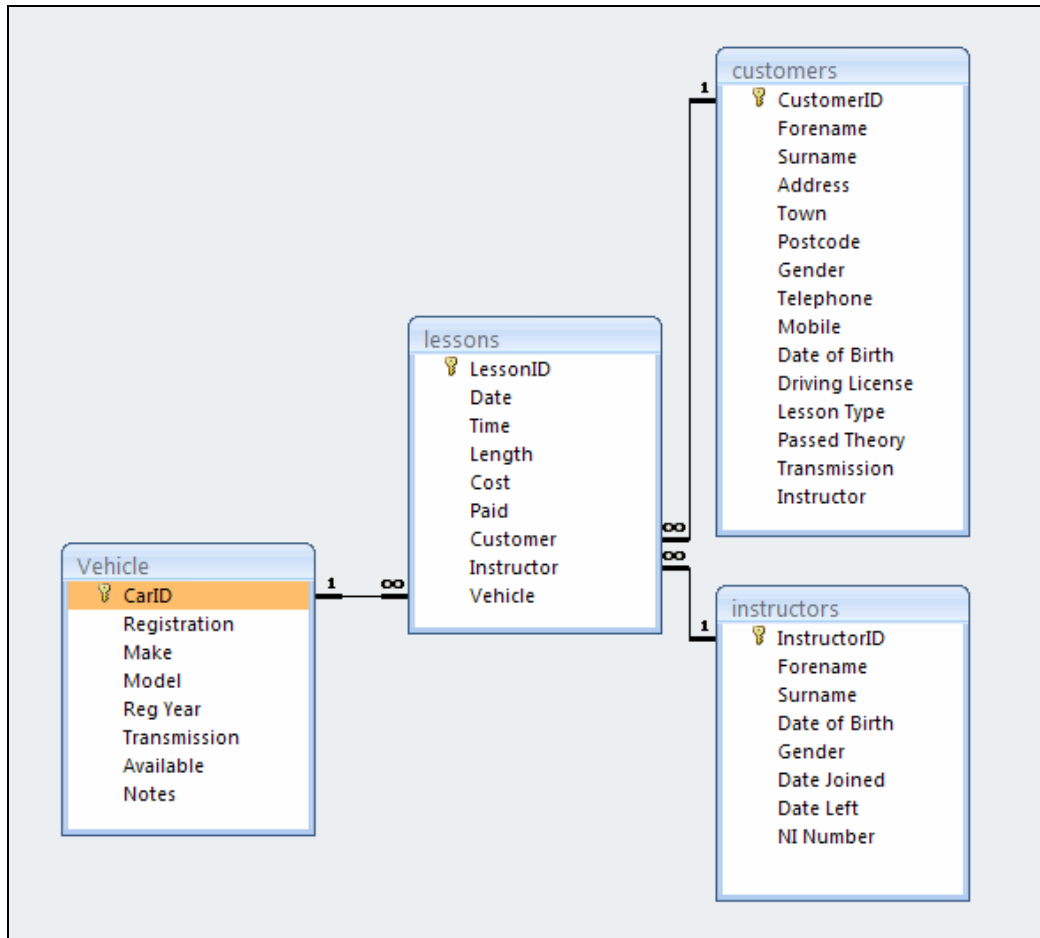 customers
CustomerID
Forename
Surname
Address
Town
Postcode
Gender
Telephone
Mobile
Date of Birth
Driving License
Lesson Type
Passed Theory
Transmission
Instructor
1
∞
lessons
LessonID
Date
Time
Length
Cost
Paid
Customer
Instructor
Vehicle
∞
1
Vehicle
CarID
Registration
Make
Model
Reg Year
Transmission
Available
Notes
1
∞
instructors
InstructorID
Forename
Surname
Date of Birth
Gender
Date Joined
Date Left
NI Number